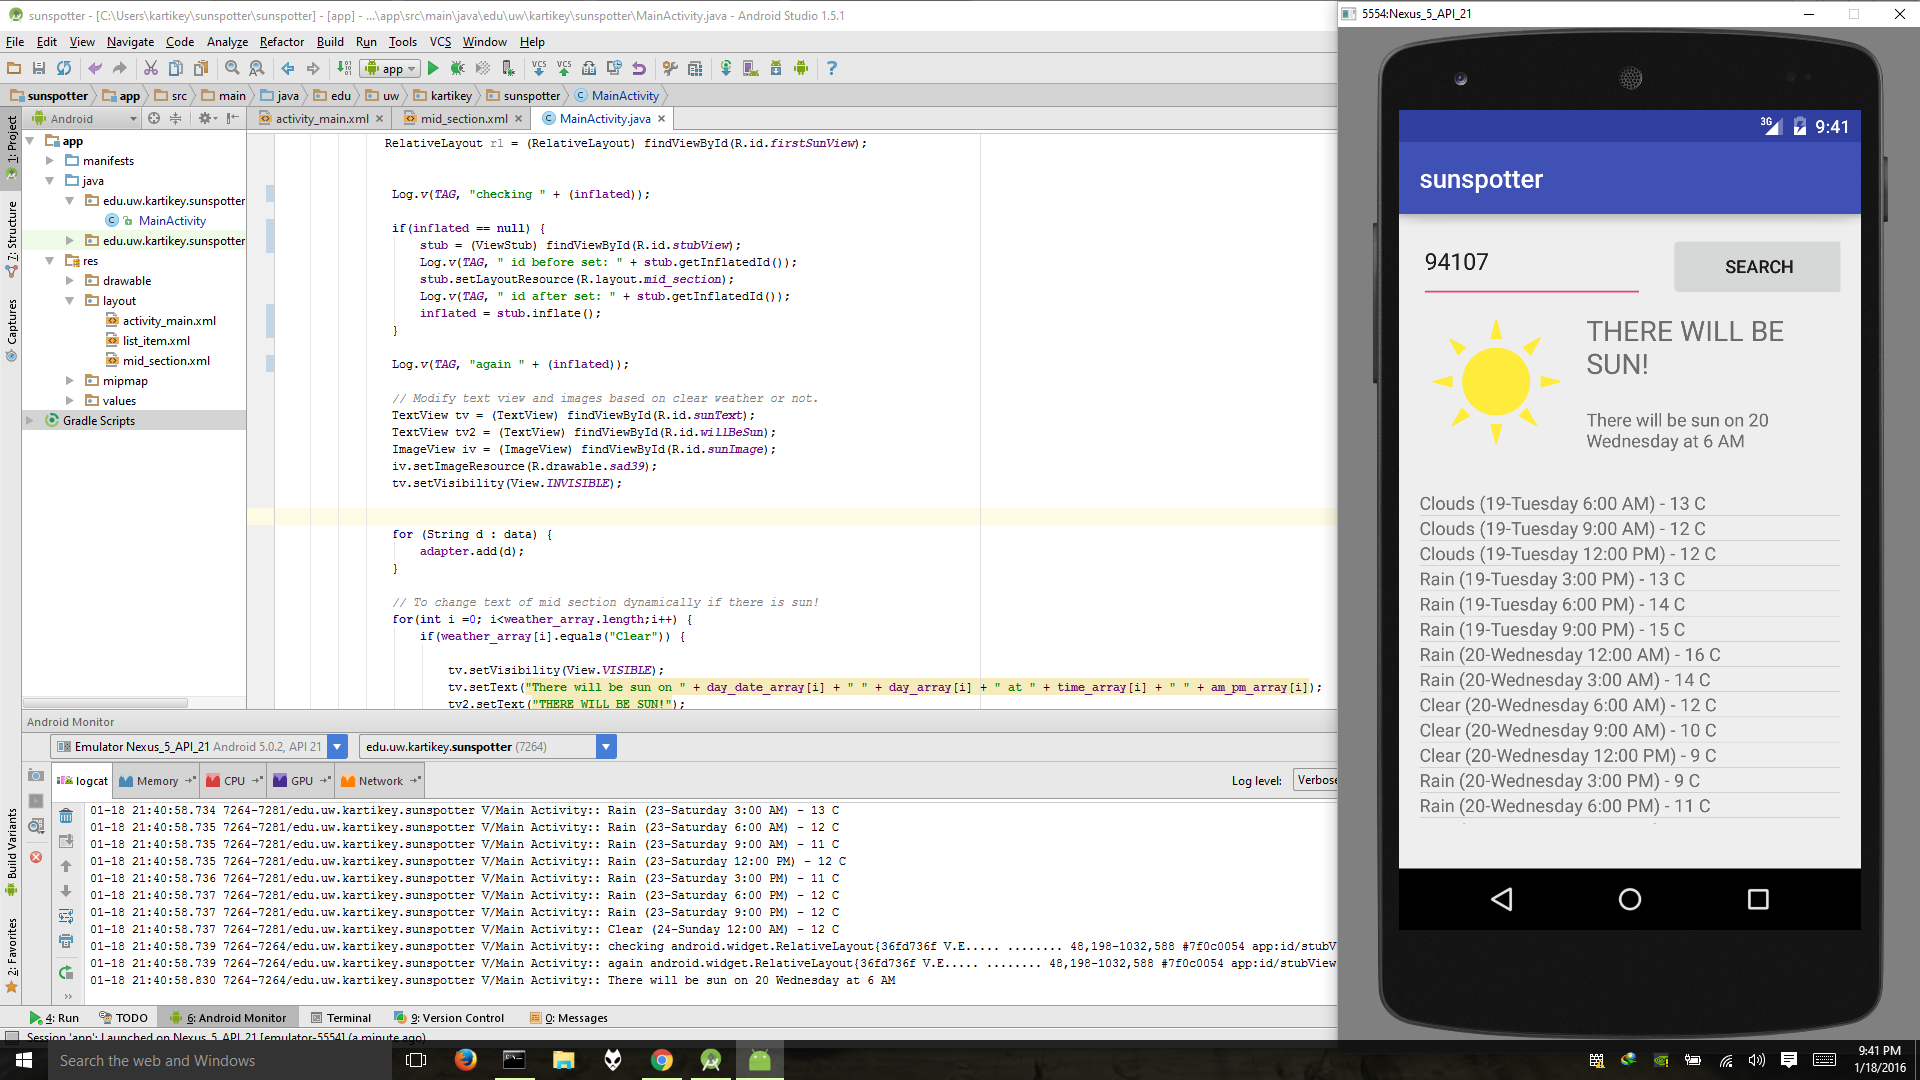 sunspotter - [C:\Users\kartikey\sunspotter\sunspotter] - [app] - ...\app\src\main\java\edu\uw\kartikey\sunspotter\MainActivity.java - Android Studio 1.5.1
File Edit View Navigate Code Analyze Refactor Build Run Tools VCS Window Help
app
sunspotter app src main java edu uw kartikey sunspotter MainActivity
Android
activity_main.xml mid_section.xml MainActivity.java
1: Project
7: Structure
Captures
Build Variants
2: Favorites
app
manifests
java
edu.uw.kartikey.sunspotter
MainActivity
edu.uw.kartikey.sunspotter
res
drawable
layout
activity_main.xml
list_item.xml
mid_section.xml
mipmap
values
Gradle Scripts
RelativeLayout rl = (RelativeLayout) findViewById(R.id.firstSunView);
Log.v(TAG, "checking " + (inflated));
if(inflated == null) {
stub = (ViewStub) findViewById(R.id.stubView);
Log.v(TAG, " id before set: " + stub.getInflatedId());
stub.setLayoutResource(R.layout.mid_section);
Log.v(TAG, " id after set: " + stub.getInflatedId());
inflated = stub.inflate();
}
Log.v(TAG, "again " + (inflated));
// Modify text view and images based on clear weather or not.
TextView tv = (TextView) findViewById(R.id.sunText);
TextView tv2 = (TextView) findViewById(R.id.willBeSun);
ImageView iv = (ImageView) findViewById(R.id.sunImage);
iv.setImageResource(R.drawable.sad39);
tv.setVisibility(View.INVISIBLE);
for (String d : data) {
adapter.add(d);
}
// To change text of mid section dynamically if there is sun!
for(int i =0; i<weather_array.length;i++) {
if(weather_array[i].equals("Clear")) {
tv.setVisibility(View.VISIBLE);
tv.setText("There will be sun on " + day_date_array[i] + " " + day_array[i] + " at " + time_array[i] + " " + am_pm_array[i]);
tv2.setText("THERE WILL BE SUN!");
Android Monitor
Emulator Nexus_5_API_21 Android 5.0.2, API 21 edu.uw.kartikey.sunspotter (7264)
logcat Memory CPU GPU Network Log level: Verbose
01-18 21:40:58.734 7264-7281/edu.uw.kartikey.sunspotter V/Main Activity:: Rain (23-Saturday 3:00 AM) - 13 C
01-18 21:40:58.735 7264-7281/edu.uw.kartikey.sunspotter V/Main Activity:: Rain (23-Saturday 6:00 AM) - 12 C
01-18 21:40:58.735 7264-7281/edu.uw.kartikey.sunspotter V/Main Activity:: Rain (23-Saturday 9:00 AM) - 11 C
01-18 21:40:58.735 7264-7281/edu.uw.kartikey.sunspotter V/Main Activity:: Rain (23-Saturday 12:00 PM) - 12 C
01-18 21:40:58.736 7264-7281/edu.uw.kartikey.sunspotter V/Main Activity:: Rain (23-Saturday 3:00 PM) - 11 C
01-18 21:40:58.737 7264-7281/edu.uw.kartikey.sunspotter V/Main Activity:: Rain (23-Saturday 6:00 PM) - 12 C
01-18 21:40:58.737 7264-7281/edu.uw.kartikey.sunspotter V/Main Activity:: Rain (23-Saturday 9:00 PM) - 12 C
01-18 21:40:58.737 7264-7281/edu.uw.kartikey.sunspotter V/Main Activity:: Clear (24-Sunday 12:00 AM) - 12 C
01-18 21:40:58.739 7264-7264/edu.uw.kartikey.sunspotter V/Main Activity:: checking android.widget.RelativeLayout{36fd736f V.E..... ........ 48,198-1032,588 #7f0c0054 app:id/stubV
01-18 21:40:58.739 7264-7264/edu.uw.kartikey.sunspotter V/Main Activity:: again android.widget.RelativeLayout{36fd736f V.E..... ........ 48,198-1032,588 #7f0c0054 app:id/stubView
01-18 21:40:58.830 7264-7264/edu.uw.kartikey.sunspotter V/Main Activity:: There will be sun on 20 Wednesday at 6 AM
4: Run TODO 6: Android Monitor Terminal 9: Version Control 0: Messages
Session 'app': Launched on Nexus_5_API_21 [emulator-5554] (a minute ago)
5554:Nexus_5_API_21
3G 9:41
sunspotter
94107 SEARCH
THERE WILL BE
SUN!
There will be sun on 20
Wednesday at 6 AM
Clouds (19-Tuesday 6:00 AM) - 13 C
Clouds (19-Tuesday 9:00 AM) - 12 C
Clouds (19-Tuesday 12:00 PM) - 12 C
Rain (19-Tuesday 3:00 PM) - 13 C
Rain (19-Tuesday 6:00 PM) - 14 C
Rain (19-Tuesday 9:00 PM) - 15 C
Rain (20-Wednesday 12:00 AM) - 16 C
Rain (20-Wednesday 3:00 AM) - 14 C
Clear (20-Wednesday 6:00 AM) - 12 C
Clear (20-Wednesday 9:00 AM) - 10 C
Clear (20-Wednesday 12:00 PM) - 9 C
Rain (20-Wednesday 3:00 PM) - 9 C
Rain (20-Wednesday 6:00 PM) - 11 C
Search the web and Windows
9:41 PM
1/18/2016